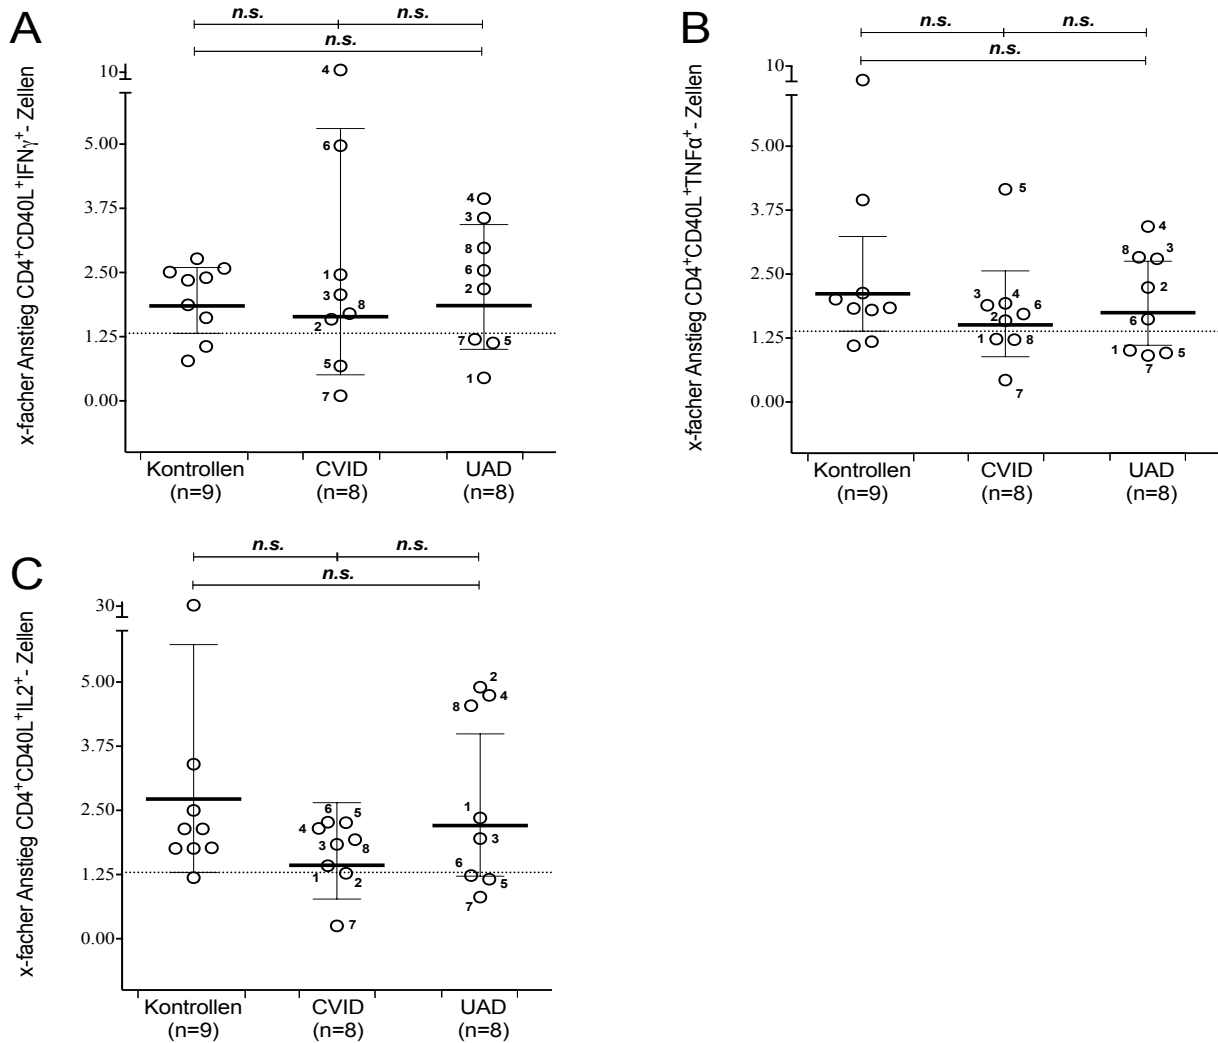 A
n.s. n.s.
n.s.
x-facher Anstieg CD4⁺CD40L⁺IFNγ⁺- Zellen
10
5.00
3.75
2.50
1.25
0.00
4
6
1
3
8
2
5
7
4
3
8
6
2
7 5
1
Kontrollen CVID UAD
(n=9) (n=8) (n=8)
B
n.s. n.s.
n.s.
x-facher Anstieg CD4⁺CD40L⁺TNFα⁺- Zellen
10
5.00
3.75
2.50
1.25
0.00
5
3 4 6
2
1 8
7
4
8 3
2
6
1 5
7
Kontrollen CVID UAD
(n=9) (n=8) (n=8)
C
n.s. n.s.
n.s.
x-facher Anstieg CD4⁺CD40L⁺IL2⁺- Zellen
30
5.00
3.75
2.50
1.25
0.00
6 5
4
3 8
1 2
7
2
8 4
1
3
6
5
7
Kontrollen CVID UAD
(n=9) (n=8) (n=8)